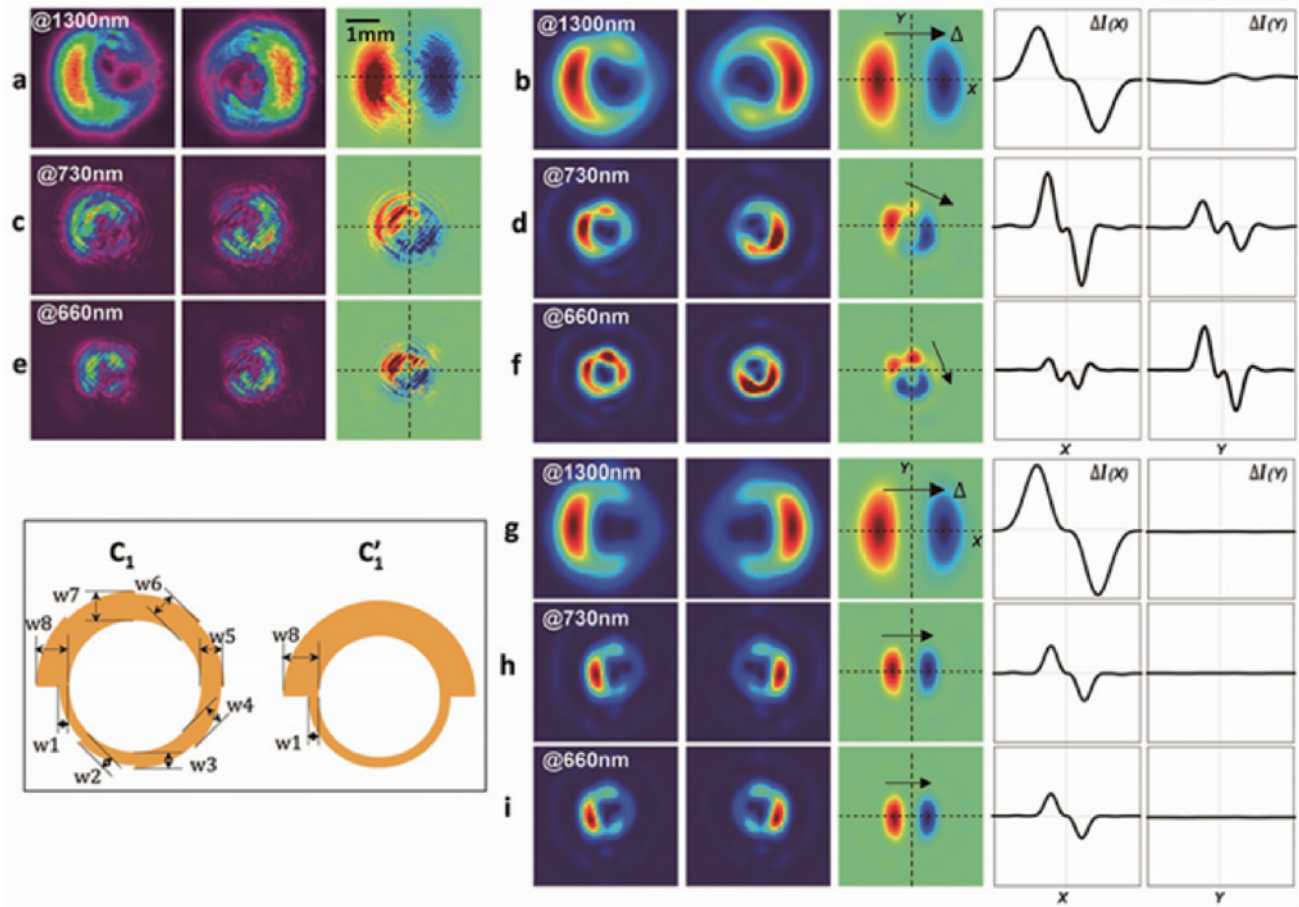 @1300nm
1mm
a
@730nm
c
@660nm
e
@1300nm
Y
Δ
X
ΔI(X)
ΔI(Y)
b
@730nm
d
@660nm
f
X
Y
@1300nm
Y
Δ
X
ΔI(X)
ΔI(Y)
g
@730nm
h
@660nm
i
X
Y
C₁
C₁′
w7
w6
w8
w5
w4
w1
w2
w3
w8
w1